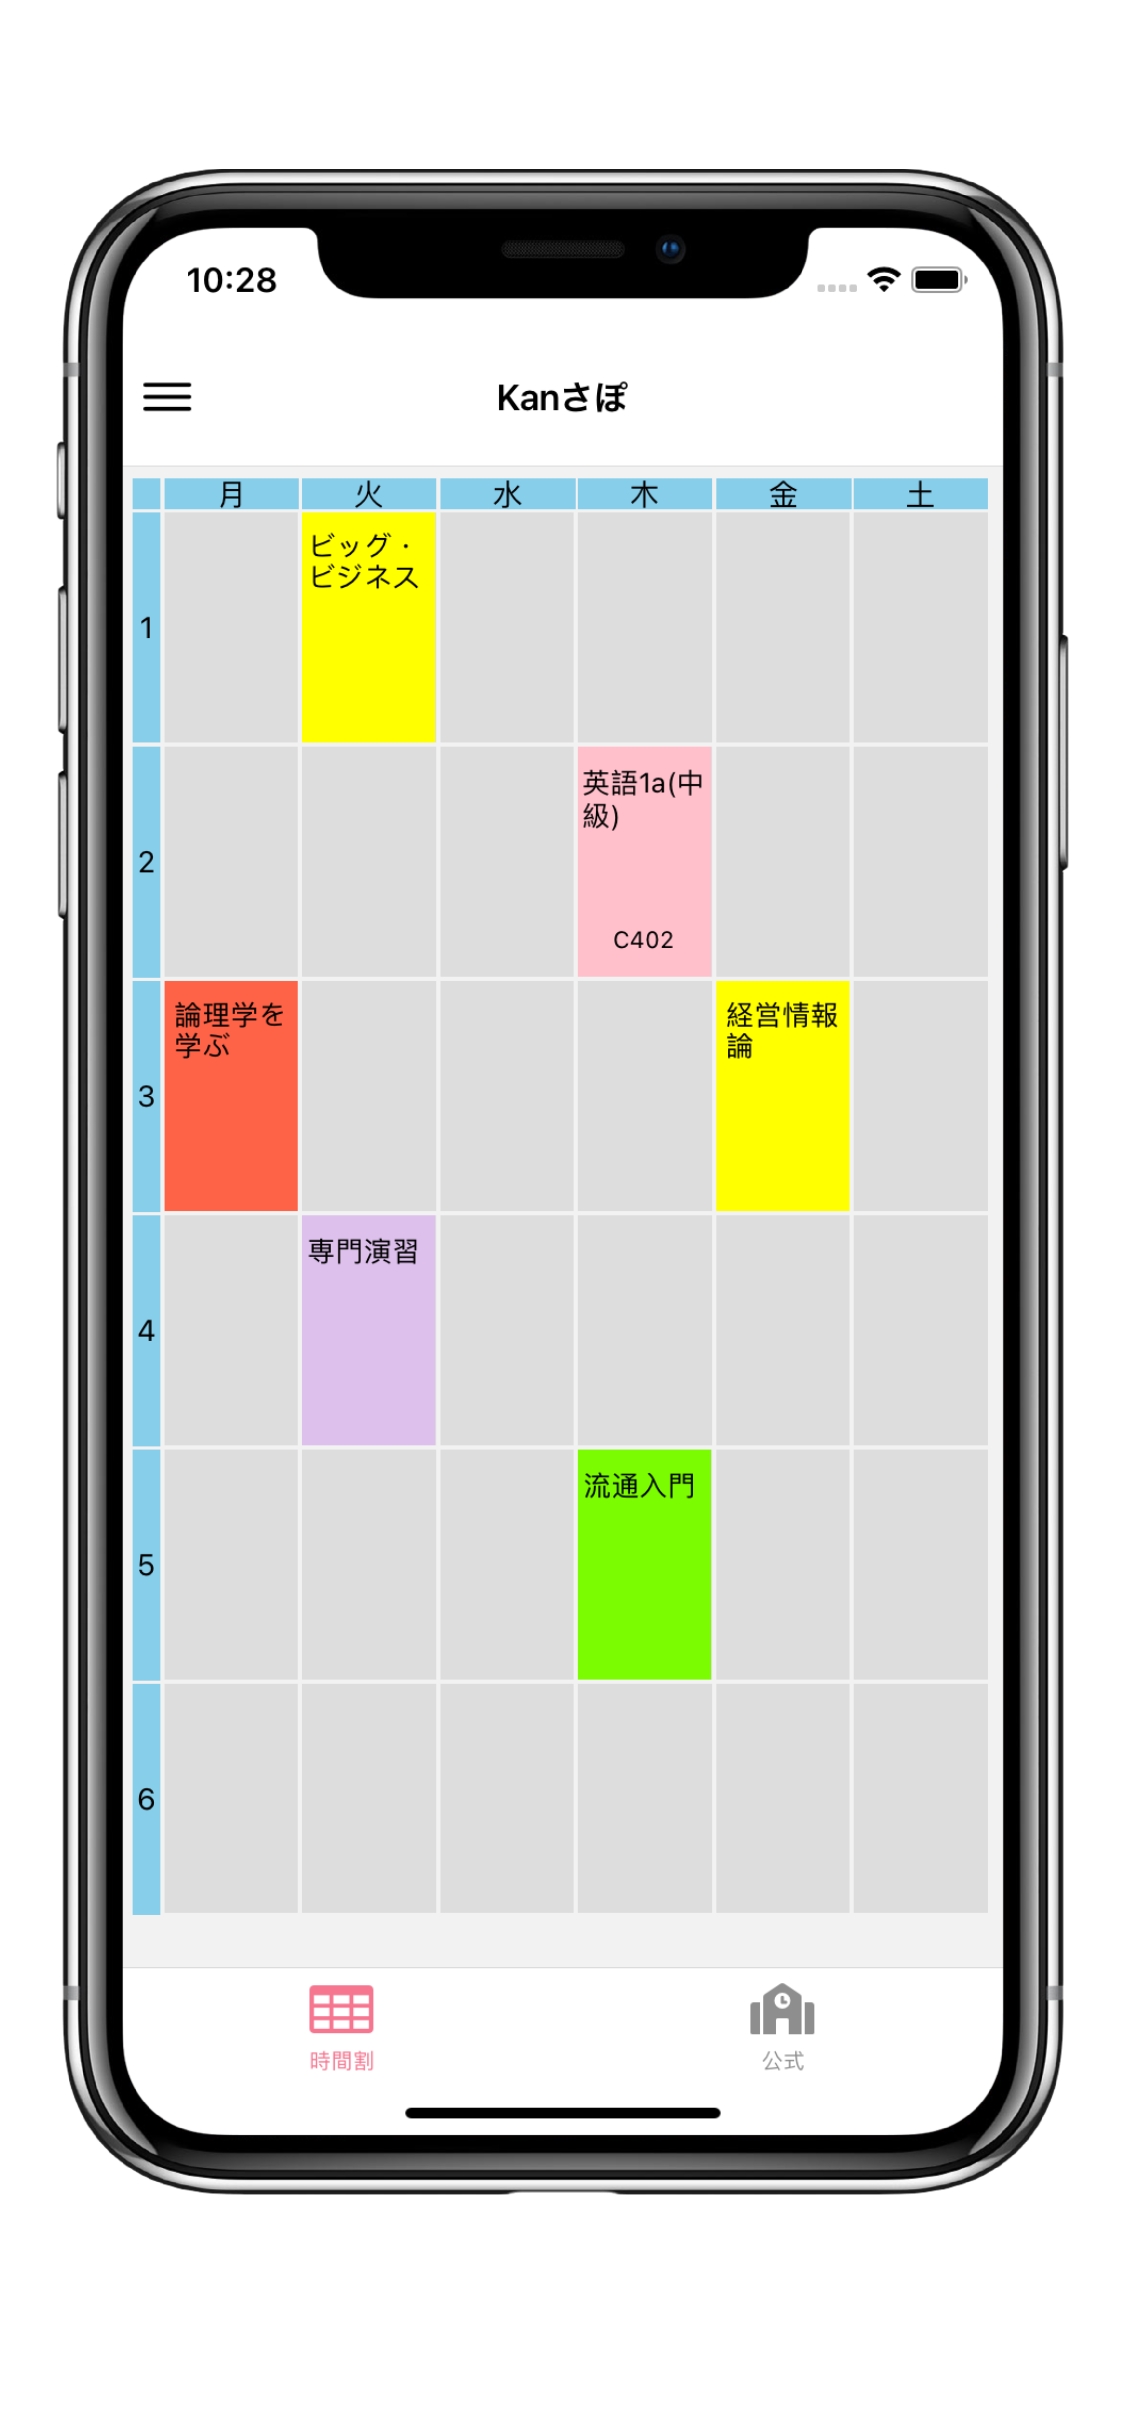 10:28
Kanさぽ
月 火 水 木 金 土
1
ビッグ・
ビジネス
2
英語1a(中
級)
C402
3
論理学を
学ぶ
経営情報
論
4
専門演習
5
流通入門
6
時間割
公式